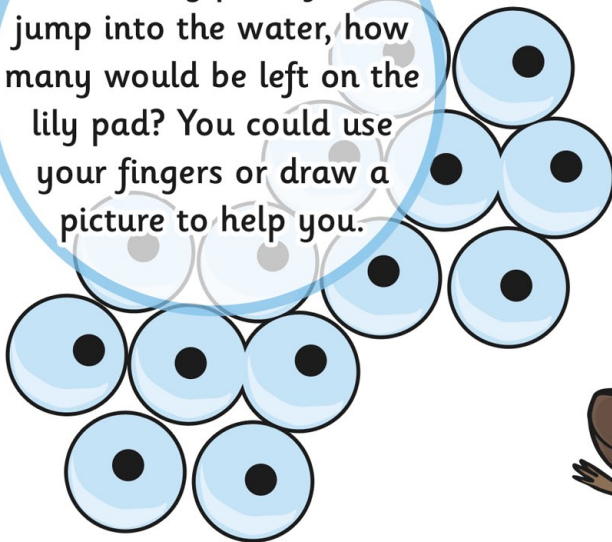 jump into the water, how
many would be left on the
lily pad? You could use
your fingers or draw a
picture to help you.